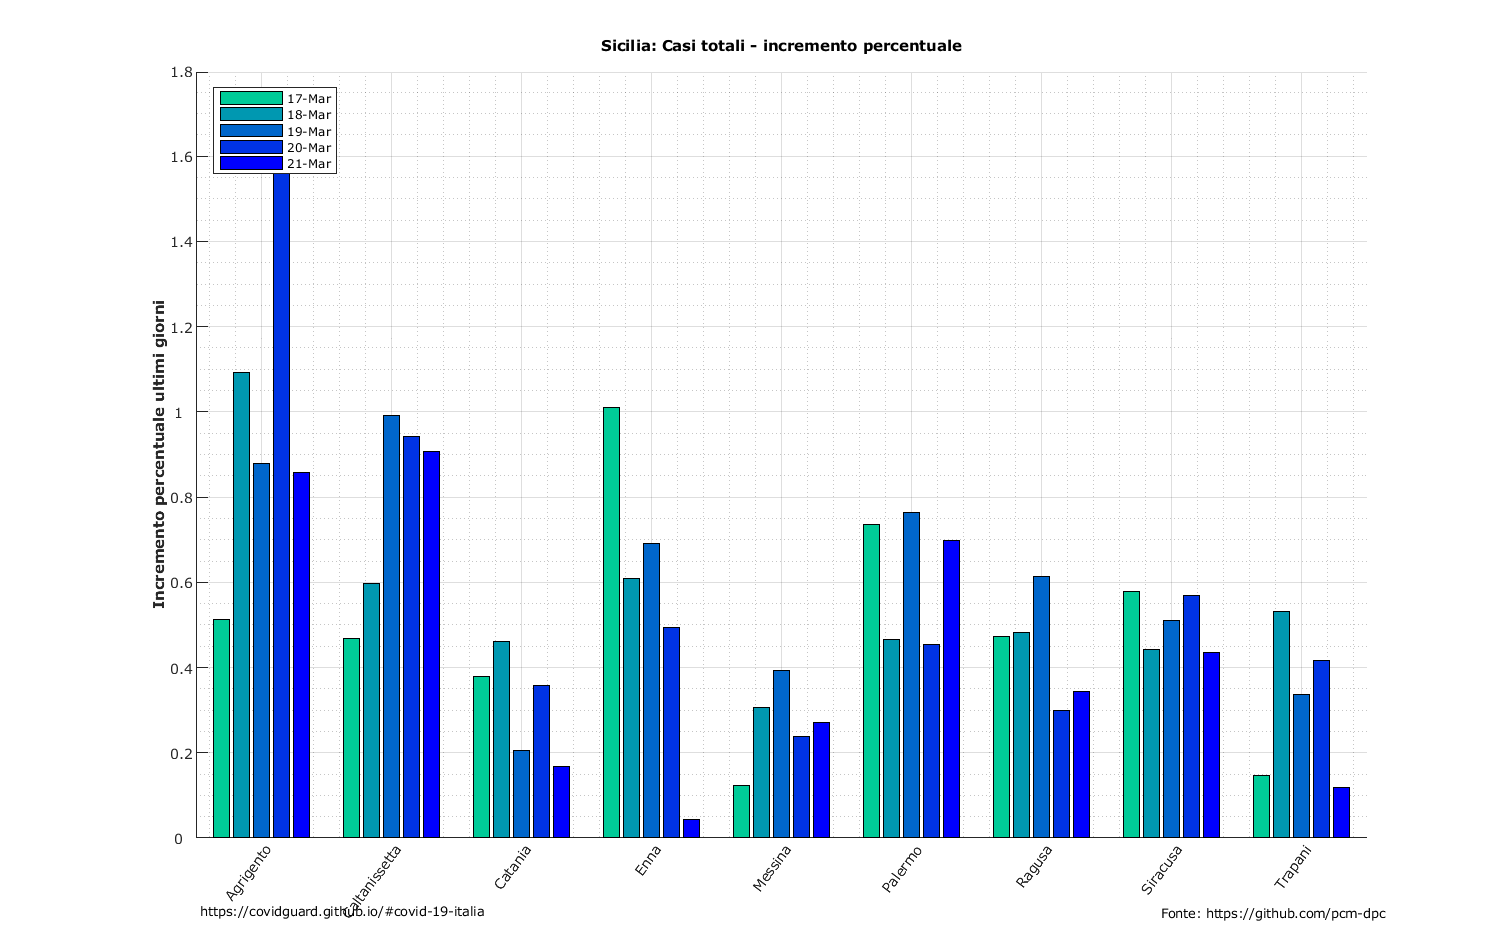 Sicilia: Casi totali - incremento percentuale
1.8
1.6
1.4
1.2
1
0.8
0.6
0.4
0.2
0
Incremento percentuale ultimi giorni
17-Mar
18-Mar
19-Mar
20-Mar
21-Mar
Agrigento
Caltanissetta
Catania
Enna
Messina
Palermo
Ragusa
Siracusa
Trapani
https://covidguard.github.io/#covid-19-italia
Fonte: https://github.com/pcm-dpc